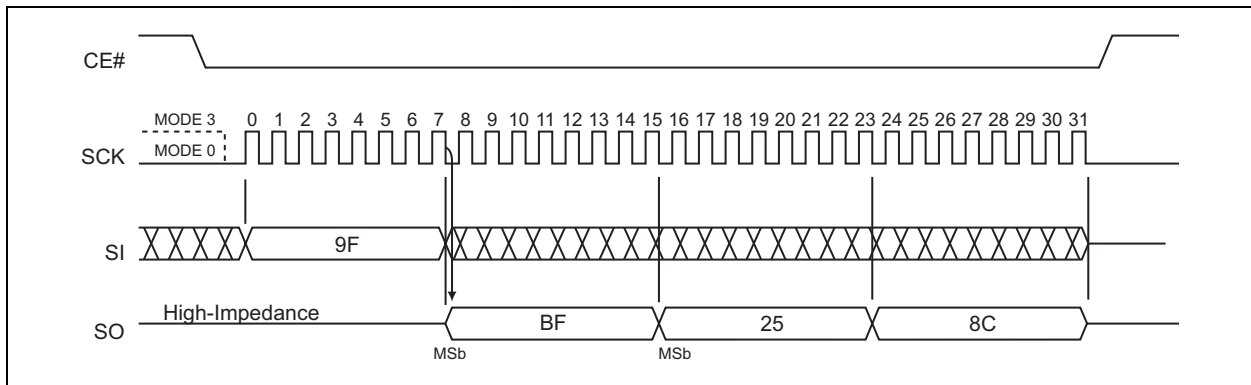 CE#
MODE 3
0 1 2 3 4 5 6 7 8 9 10 11 12 13 14 15 16 17 18 19 20 21 22 23 24 25 26 27 28 29 30 31
SCK
MODE 0
SI
9F
High-Impedance
SO
BF
25
8C
MSb
MSb